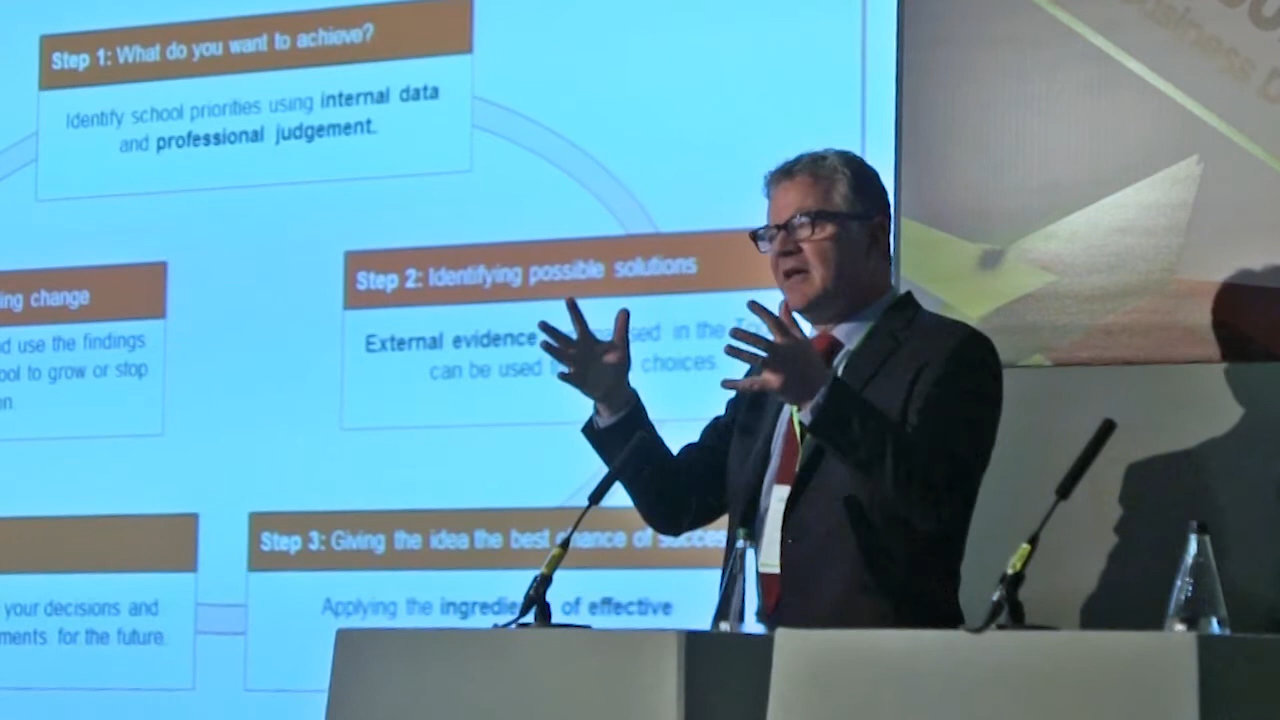 Step 1: What do you want to achieve?
Identify school priorities using internal data
and professional judgement.
Step 2: Identifying possible solutions
External evidence in the
can be used choices.
Step 3: Giving the idea the best of
Applying the of effective
ing change
d use the findings
ool to grow or stop
your decisions and
ments for the future.